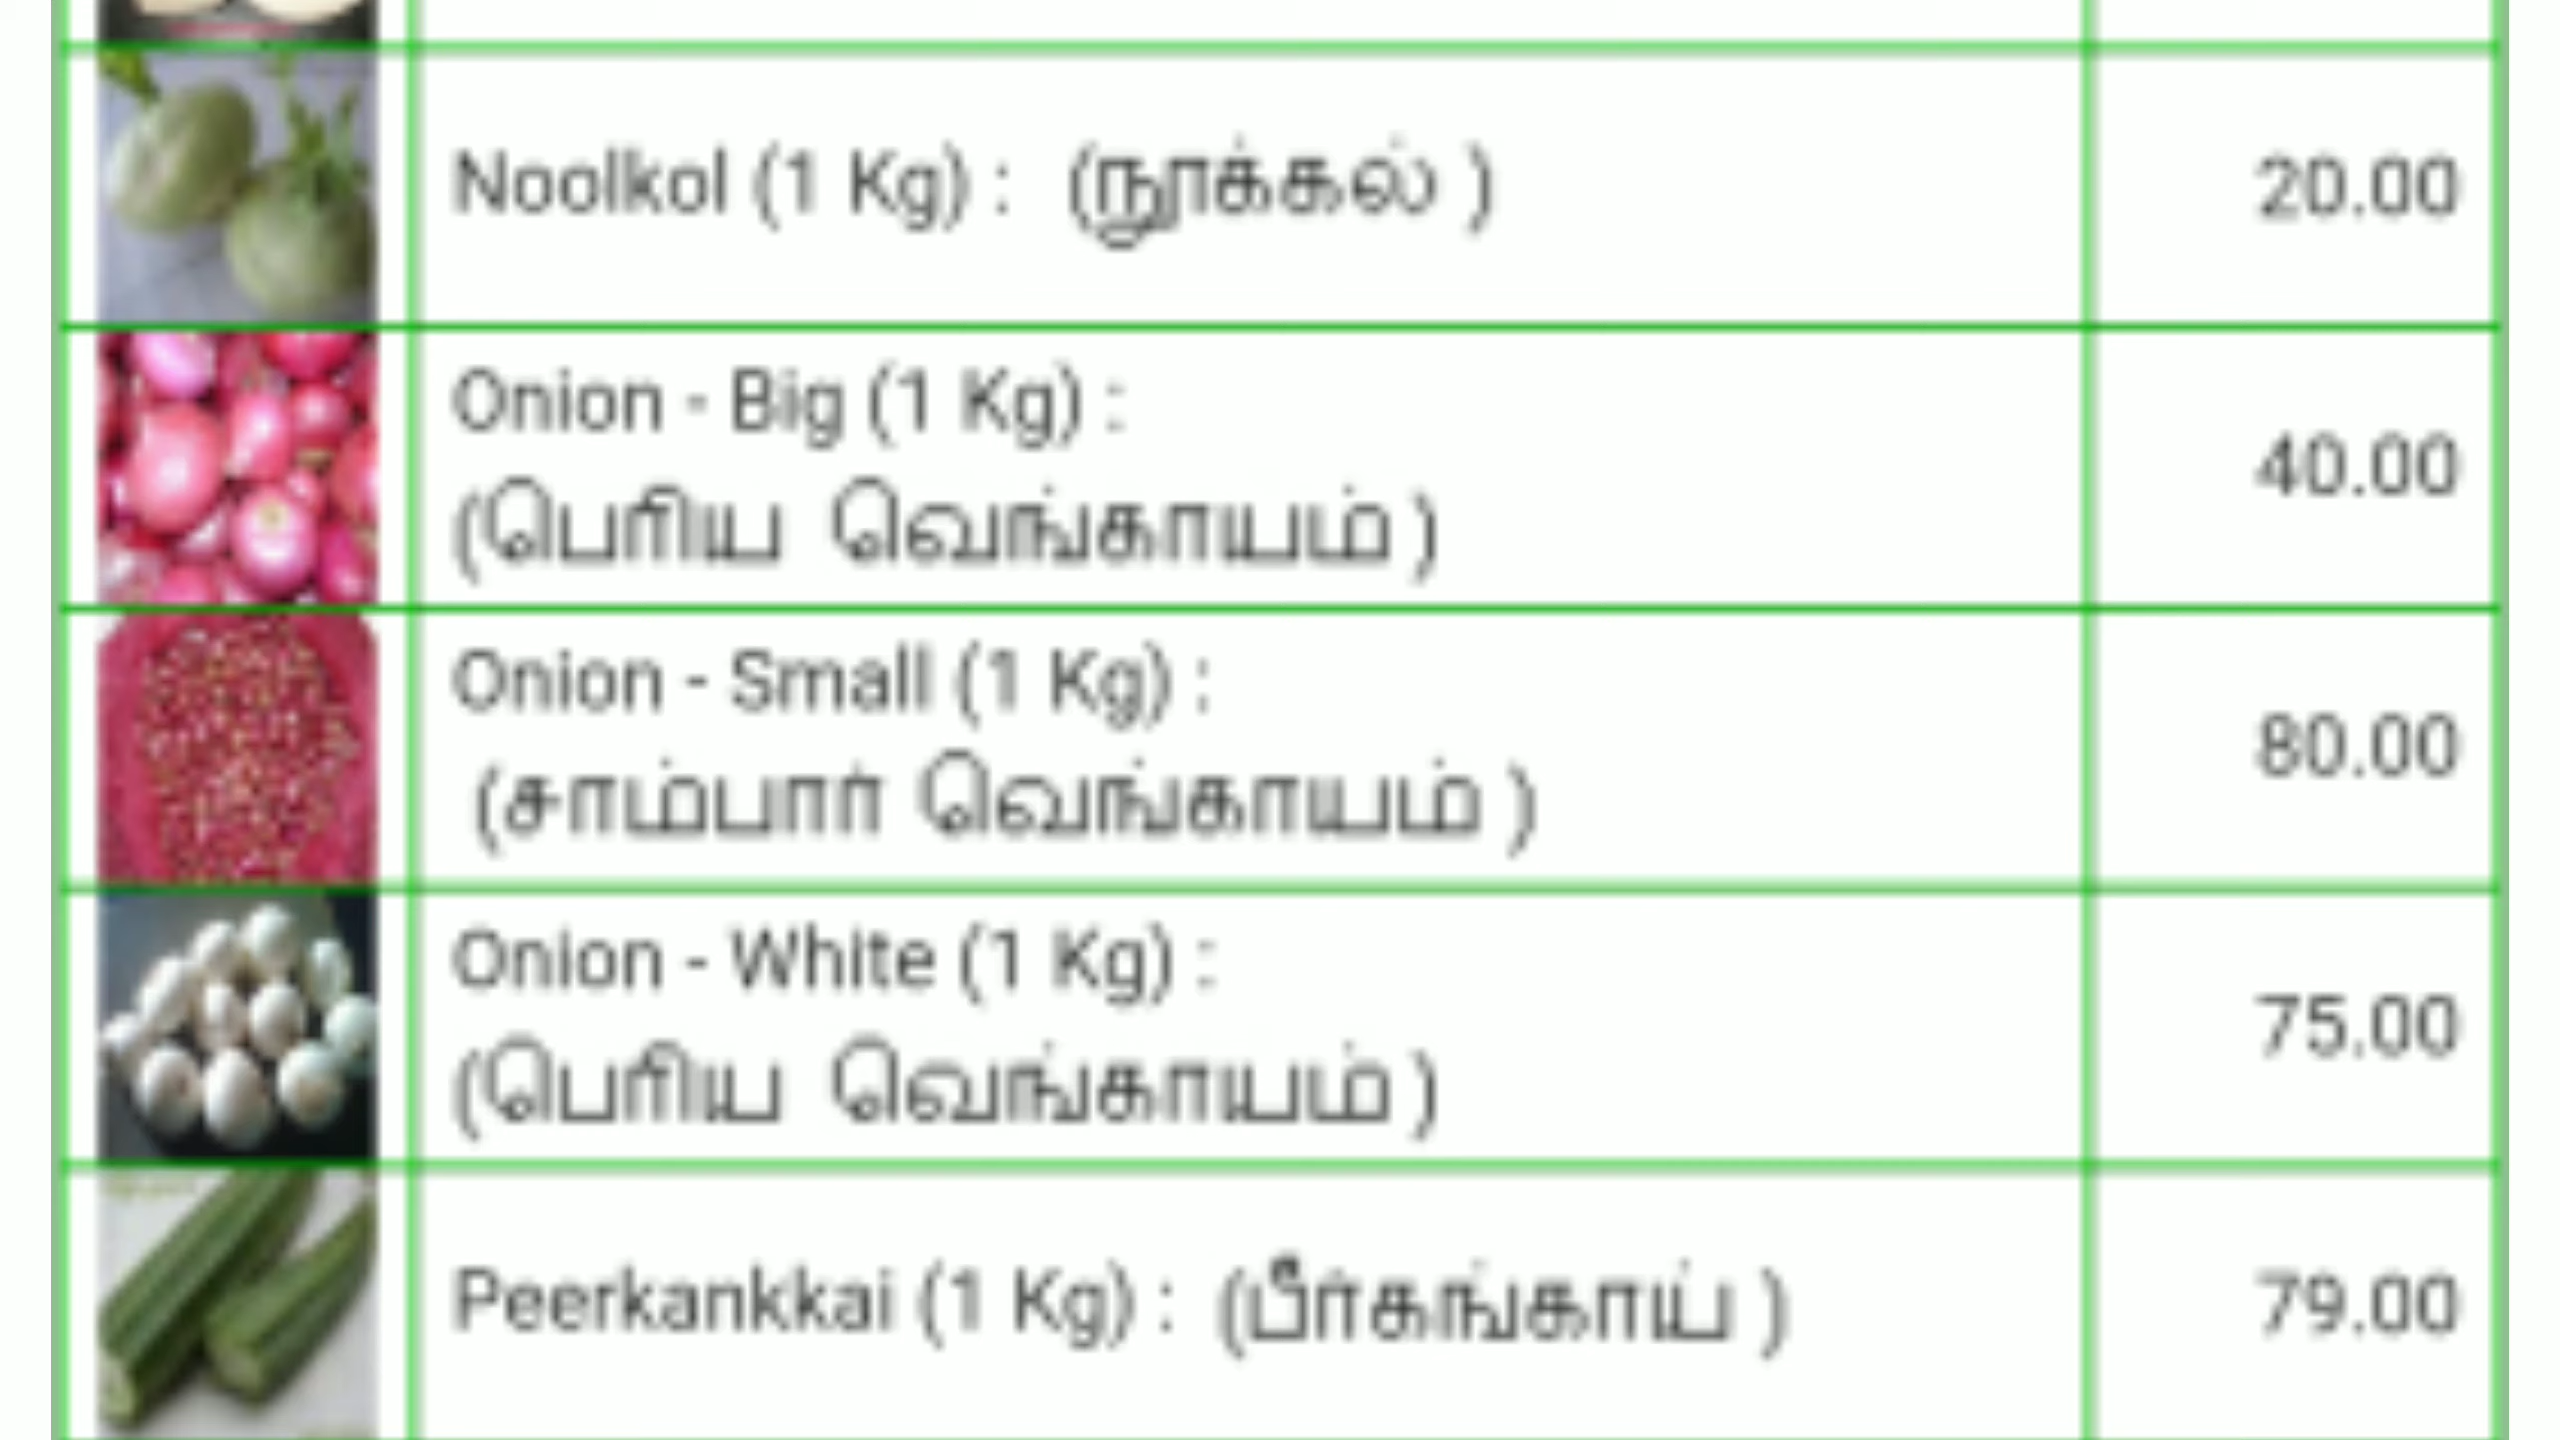 Noolkol (1 Kg) : (நூக்கல் ) 20.00
Onion - Big (1 Kg) :
(பெரிய வெங்காயம் ) 40.00
Onion - Small (1 Kg) :
(சாம்பார் வெங்காயம் ) 80.00
Onion - White (1 Kg) :
(பெரிய வெங்காயம் ) 75.00
Peerkankkai (1 Kg) : (பீர்கங்காய் ) 79.00